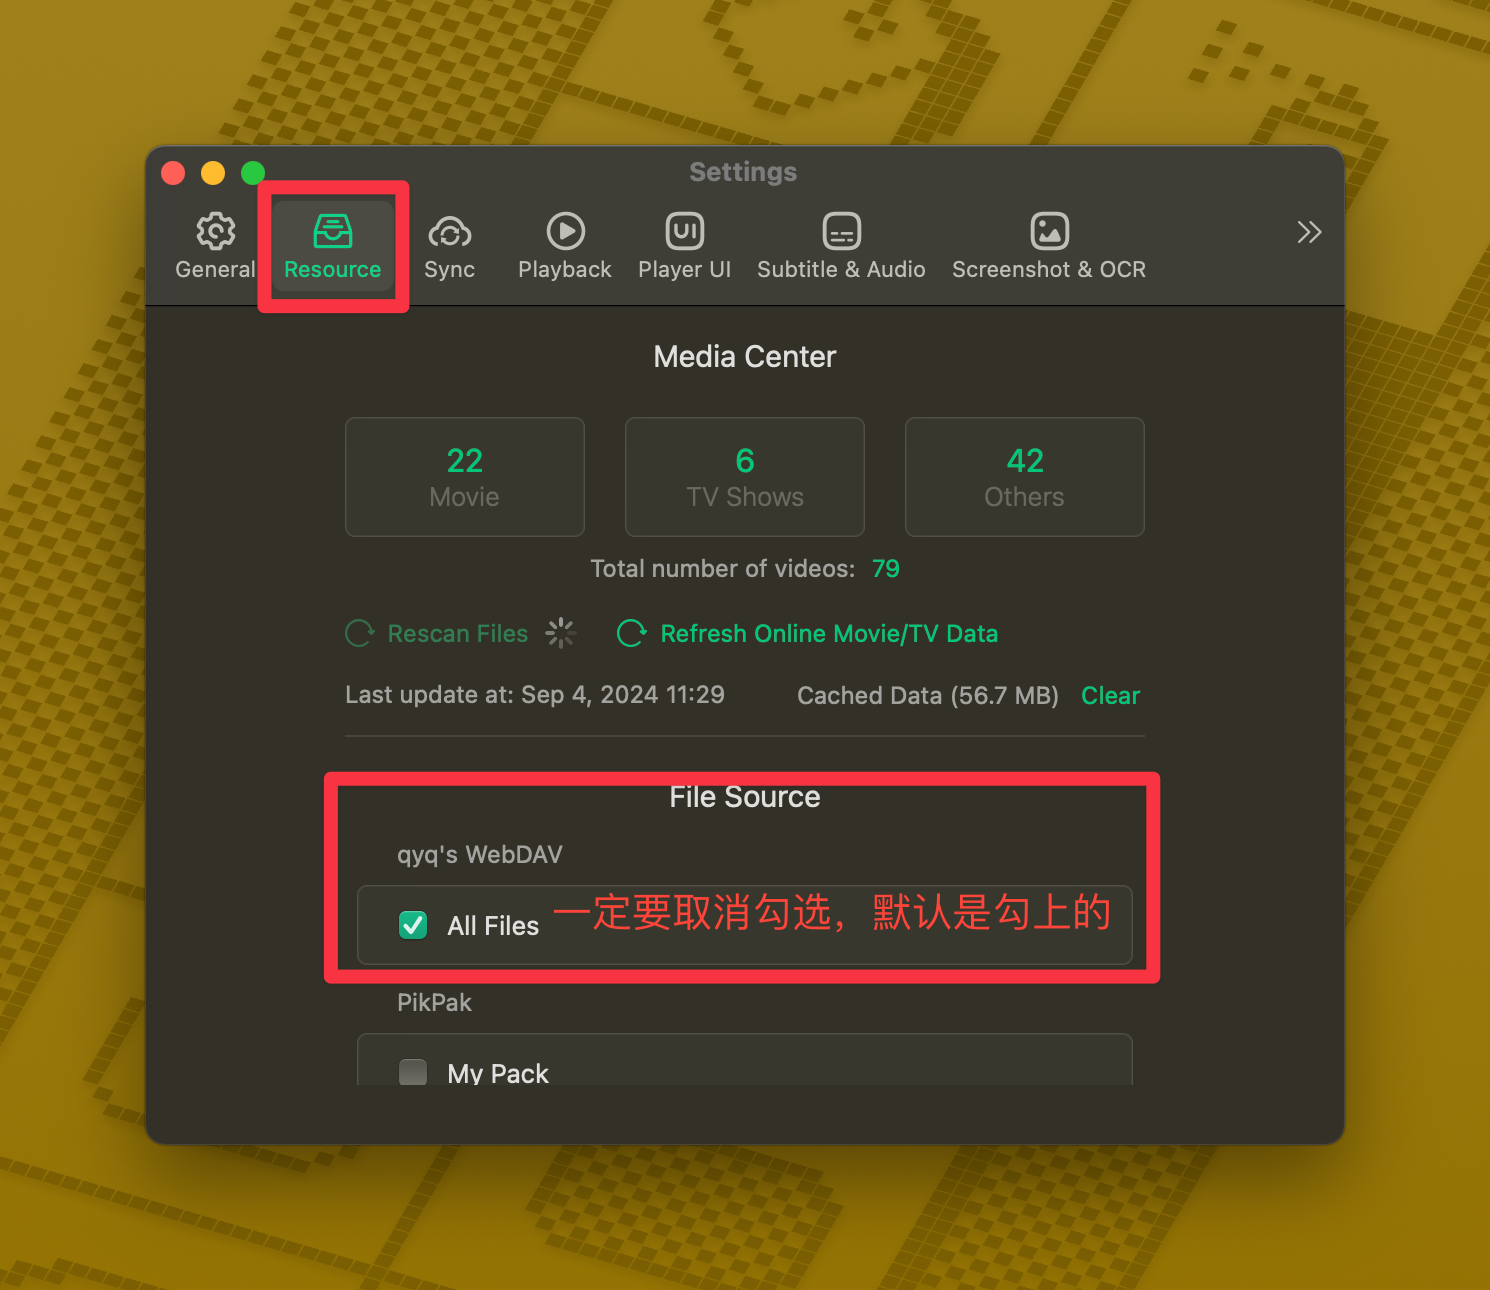 Settings
General
Resource
Sync
Playback
Player UI
Subtitle & Audio
Screenshot & OCR
Media Center
22
Movie
6
TV Shows
42
Others
Total number of videos: 79
Rescan Files
Refresh Online Movie/TV Data
Last update at: Sep 4, 2024 11:29
Cached Data (56.7 MB) Clear
File Source
qyq's WebDAV
All Files 一定要取消勾选，默认是勾上的
PikPak
My Pack